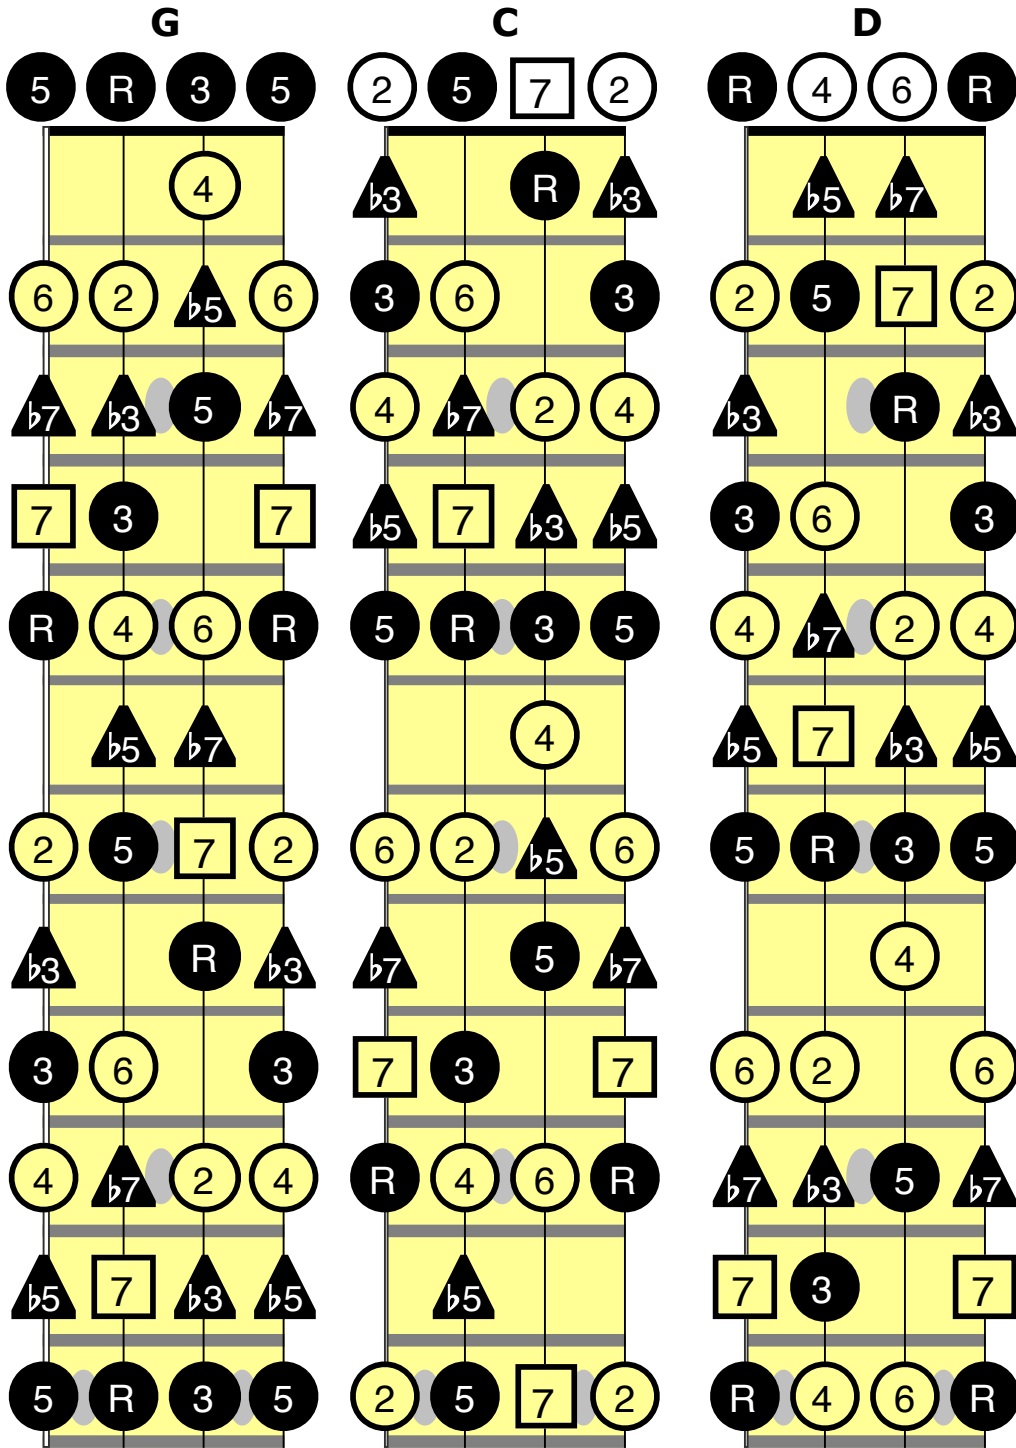 G C D
5 R 3 5 2 5 7 2 R 4 6 R
4 ♭3 R ♭3 ♭5 ♭7
6 2 ♭5 6 3 6 3 2 5 7 2
♭7 ♭3 5 ♭7 4 ♭7 2 4 ♭3 R ♭3
7 3 7 ♭5 7 ♭3 ♭5 3 6 3
R 4 6 R 5 R 3 5 4 ♭7 2 4
♭5 ♭7 4 ♭5 7 ♭3 ♭5
2 5 7 2 6 2 ♭5 6 5 R 3 5
♭3 R ♭3 ♭7 5 ♭7 4
3 6 3 7 3 7 6 2 6
4 ♭7 2 4 R 4 6 R ♭7 ♭3 5 ♭7
♭5 7 ♭3 ♭5 ♭5 7 3 7
5 R 3 5 2 5 7 2 R 4 6 R